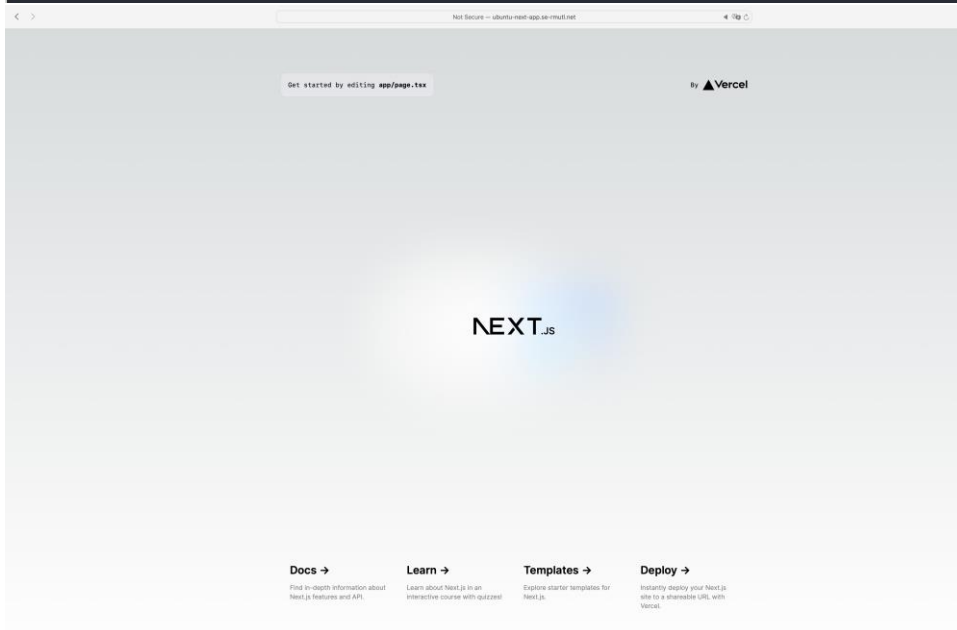 Not Secure — ubuntu-next-app.se-rmutl.net
Get started by editing app/page.tsx
By Vercel
NEXT.JS
Docs →
Find in-depth information about
Next.js features and API.
Learn →
Learn about Next.js in an
interactive course with quizzes!
Templates →
Explore starter templates for
Next.js.
Deploy →
Instantly deploy your Next.js
site to a shareable URL with
Vercel.